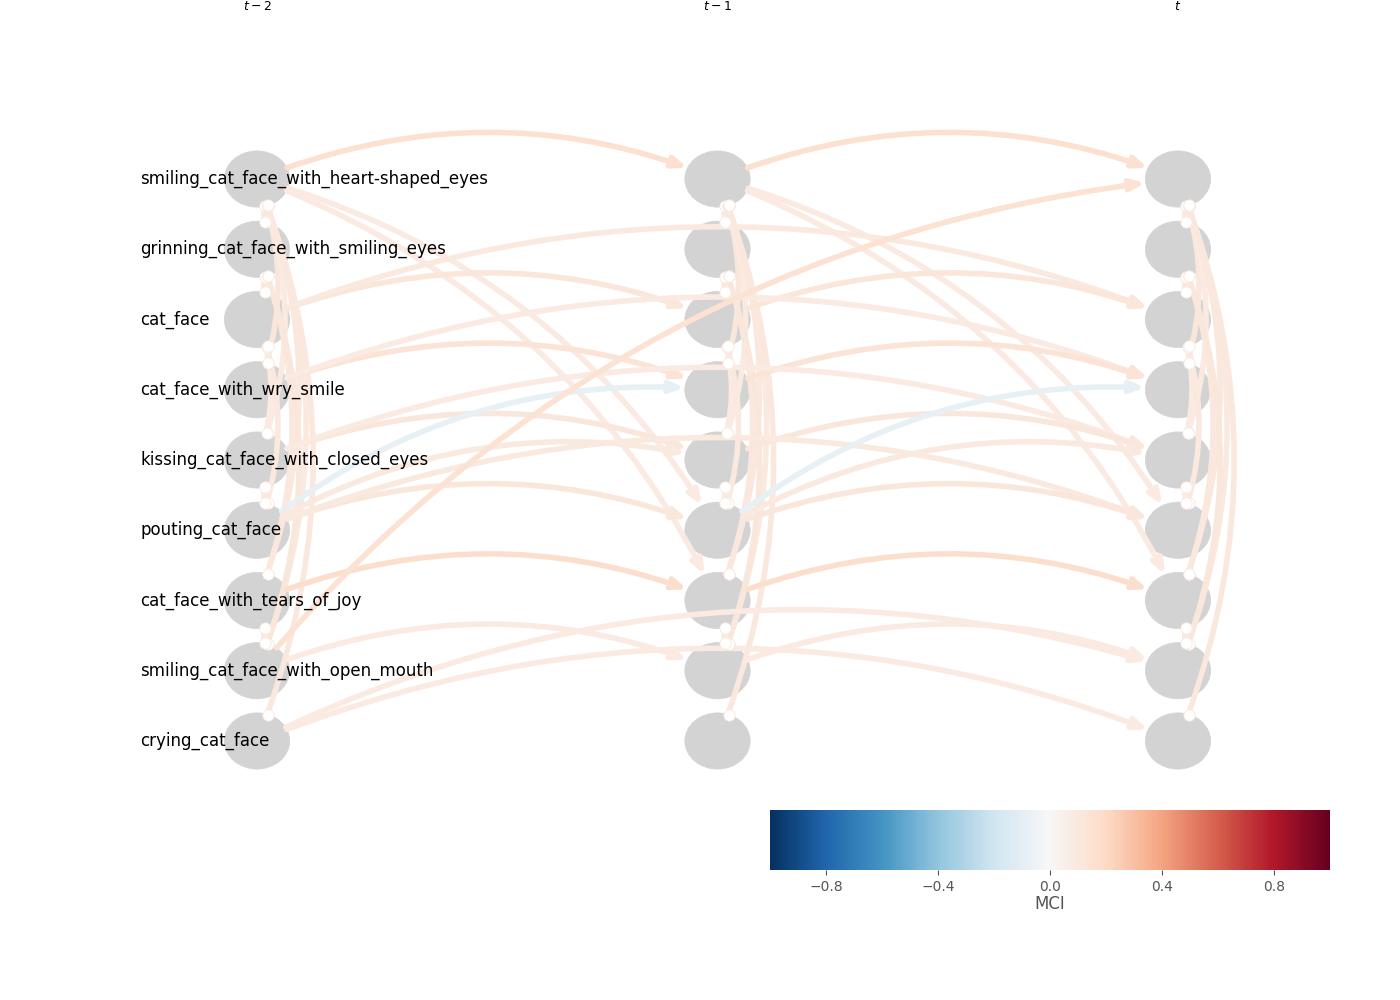 t − 2
t − 1
t
smiling_cat_face_with_heart-shaped_eyes
grinning_cat_face_with_smiling_eyes
cat_face
cat_face_with_wry_smile
kissing_cat_face_with_closed_eyes
pouting_cat_face
cat_face_with_tears_of_joy
smiling_cat_face_with_open_mouth
crying_cat_face
−0.8 −0.4 0.0 0.4 0.8
MCI